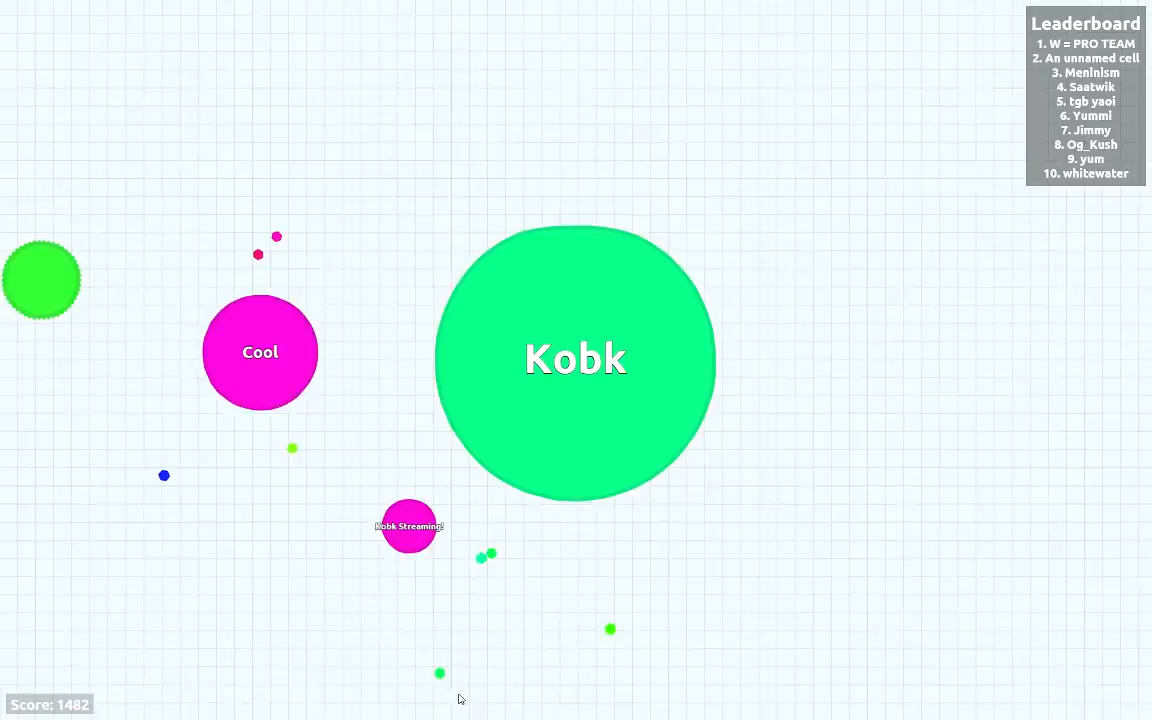 Leaderboard
1. W = PRO TEAM
2. An unnamed cell
3. Meninism
4. Saatwik
5. tgb yaoi
6. Yummi
7. Jimmy
8. Og_Kush
9. yum
10. whitewater
Cool
Kobk
Kobk Streaming!
Score: 1482